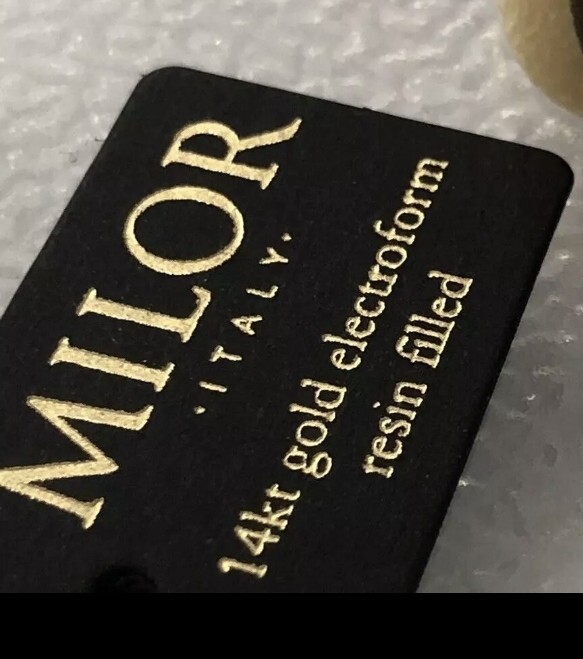 MILOR
·ITALY·
14kt gold electroform
resin filled